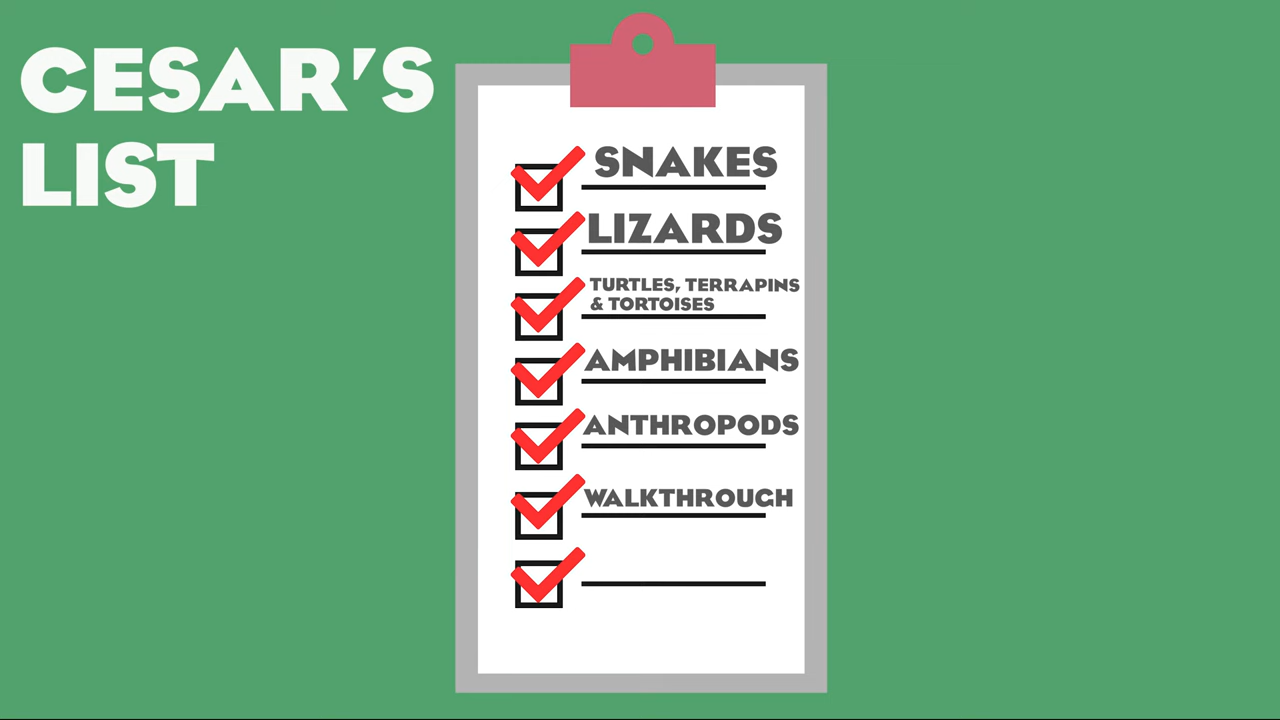 CESAR'S
LIST
SNAKES
LIZARDS
TURTLES, TERRAPINS
& TORTOISES
AMPHIBIANS
ANTHROPODS
WALKTHROUGH